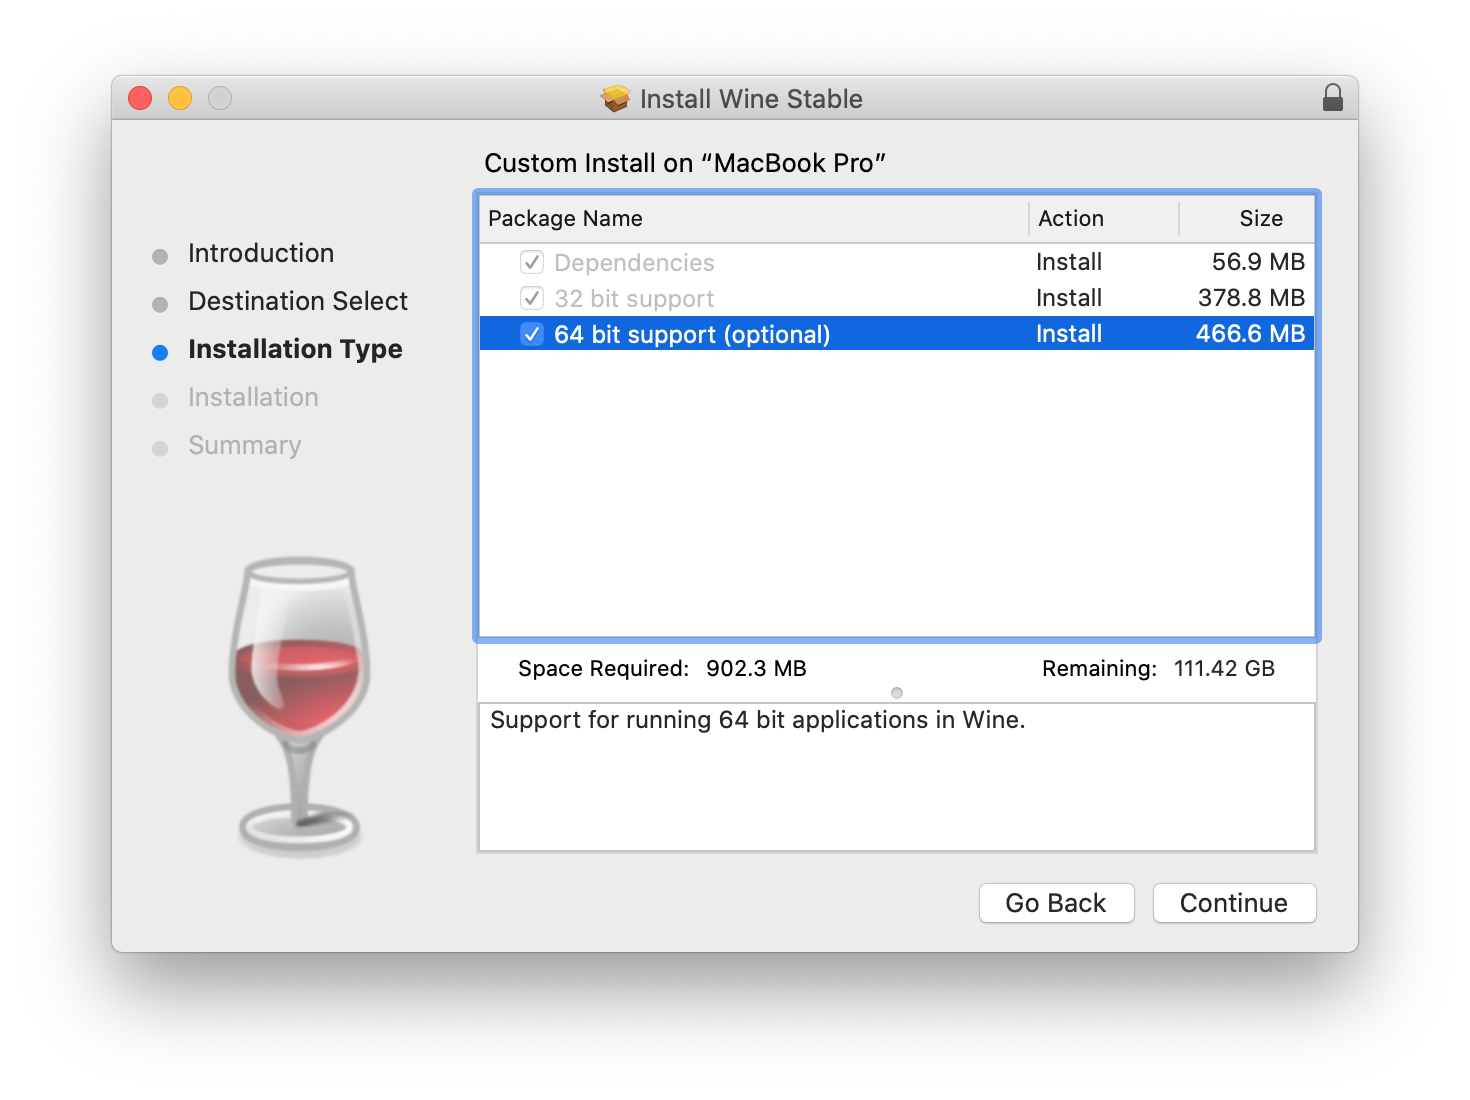 Install Wine Stable
Custom Install on “MacBook Pro”
Introduction
Destination Select
Installation Type
Installation
Summary
Package Name Action Size
Dependencies Install 56.9 MB
32 bit support Install 378.8 MB
64 bit support (optional) Install 466.6 MB
Space Required: 902.3 MB Remaining: 111.42 GB
Support for running 64 bit applications in Wine.
Go Back Continue